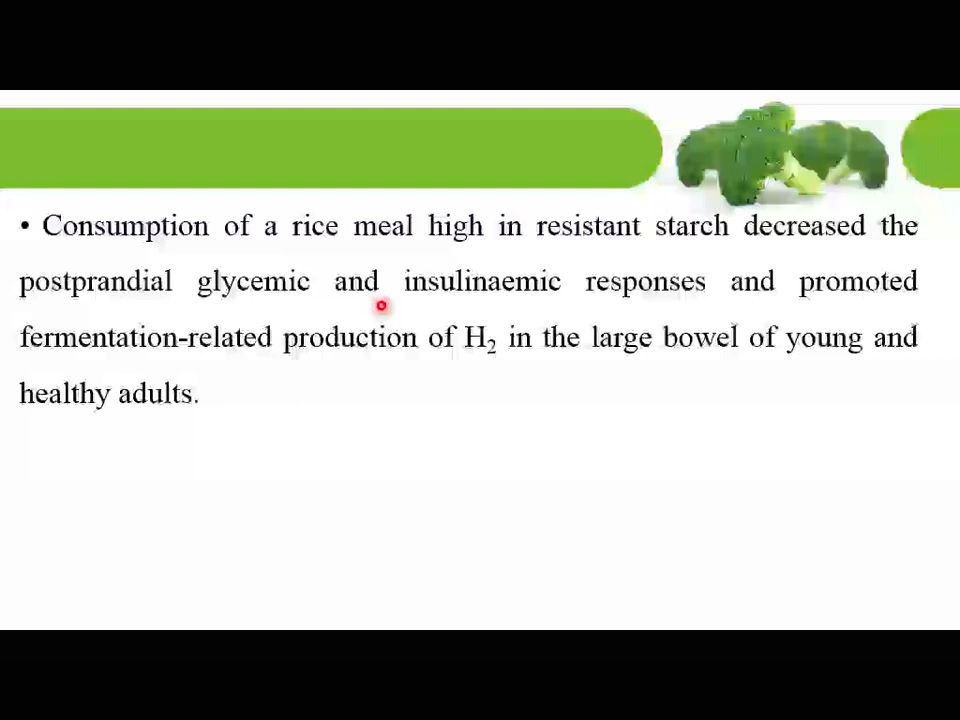 • Consumption of a rice meal high in resistant starch decreased the
postprandial glycemic and insulinaemic responses and promoted
fermentation-related production of H₂ in the large bowel of young and
healthy adults.